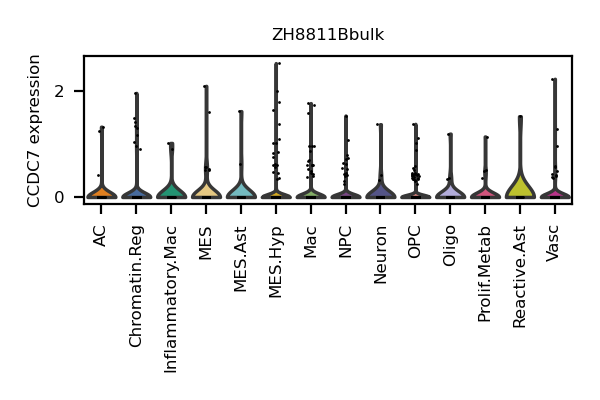 ZH8811Bbulk
CCDC7 expression
2
0
AC
Chromatin.Reg
Inflammatory.Mac
MES
MES.Ast
MES.Hyp
Mac
NPC
Neuron
OPC
Oligo
Prolif.Metab
Reactive.Ast
Vasc